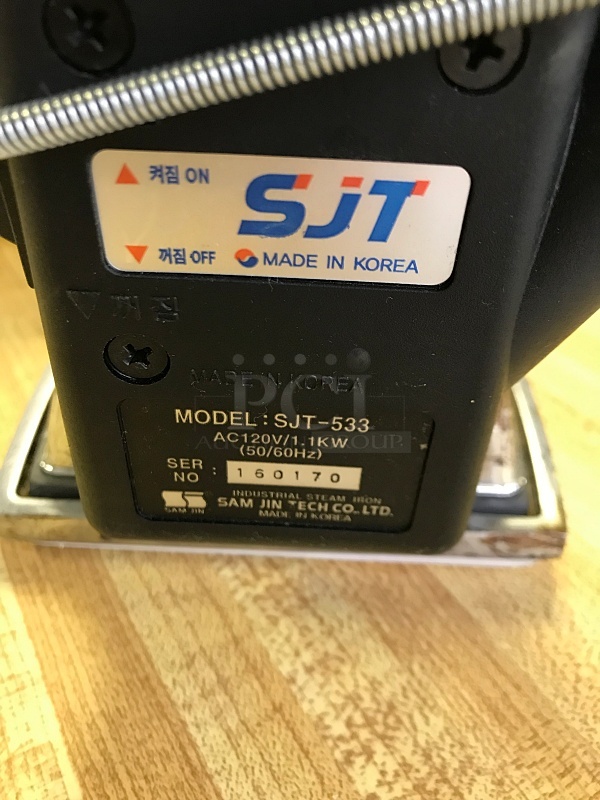 ▲ 켜짐 ON
SJT
▼ 꺼짐·OFF
MADE IN KOREA
꺼짐
MADE IN KOREA
PCI
MODEL : SJT-533
AC120V/1.1KW
(50/60Hz)
SER NO : 160170
INDUSTRIAL STEAM IRON
SAM JIN TECH CO., LTD.
SAM JIN
MADE IN KOREA